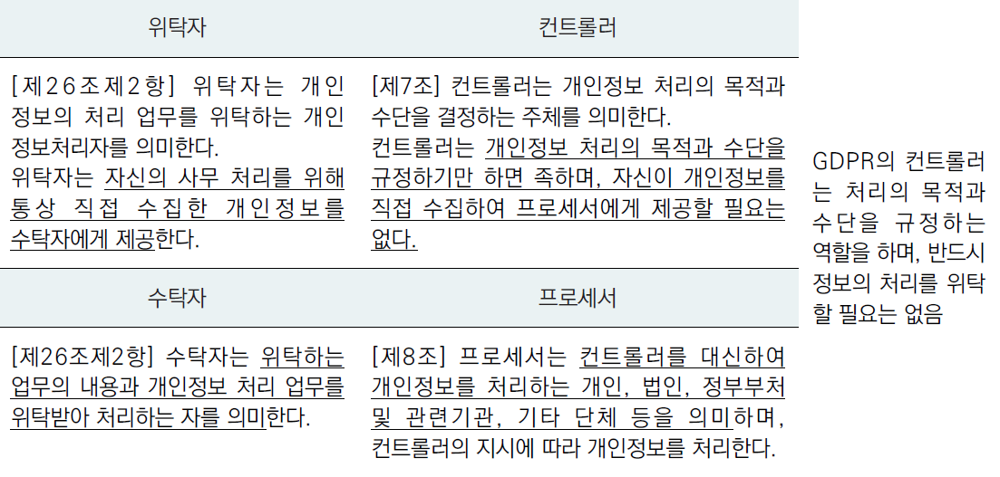 위탁자
컨트롤러
[제26조제2항] 위탁자는 개인
정보의 처리 업무를 위탁하는 개인
정보처리자를 의미한다.
위탁자는 자신의 사무 처리를 위해
통상 직접 수집한 개인정보를
수탁자에게 제공한다.
[제7조] 컨트롤러는 개인정보 처리의 목적과
수단을 결정하는 주체를 의미한다.
컨트롤러는 개인정보 처리의 목적과 수단을
규정하기만 하면 족하며, 자신이 개인정보를
직접 수집하여 프로세서에게 제공할 필요는
없다.
수탁자
프로세서
[제26조제2항] 수탁자는 위탁하는
업무의 내용과 개인정보 처리 업무를
위탁받아 처리하는 자를 의미한다.
[제8조] 프로세서는 컨트롤러를 대신하여
개인정보를 처리하는 개인, 법인, 정부부처
및 관련기관, 기타 단체 등을 의미하며,
컨트롤러의 지시에 따라 개인정보를 처리한다.
GDPR의 컨트롤러
는 처리의 목적과
수단을 규정하는
역할을 하며, 반드시
정보의 처리를 위탁
할 필요는 없음